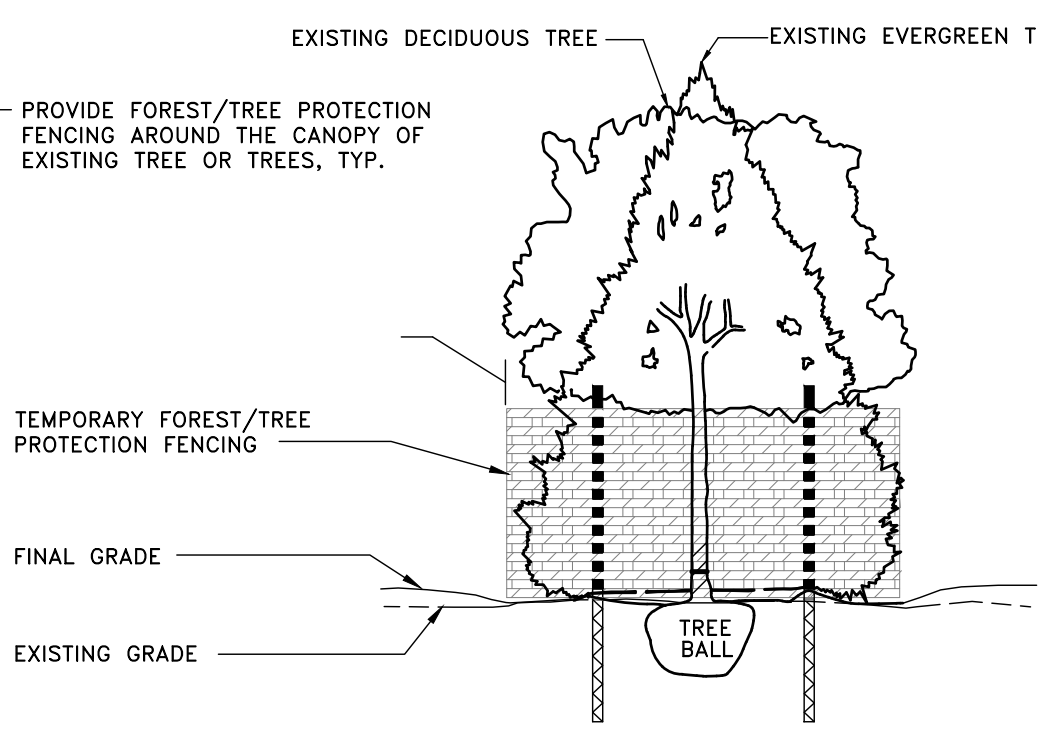 EXISTING DECIDUOUS TREE
EXISTING EVERGREEN T
PROVIDE FOREST/TREE PROTECTION
FENCING AROUND THE CANOPY OF
EXISTING TREE OR TREES, TYP.
TEMPORARY FOREST/TREE
PROTECTION FENCING
FINAL GRADE
EXISTING GRADE
TREE
BALL